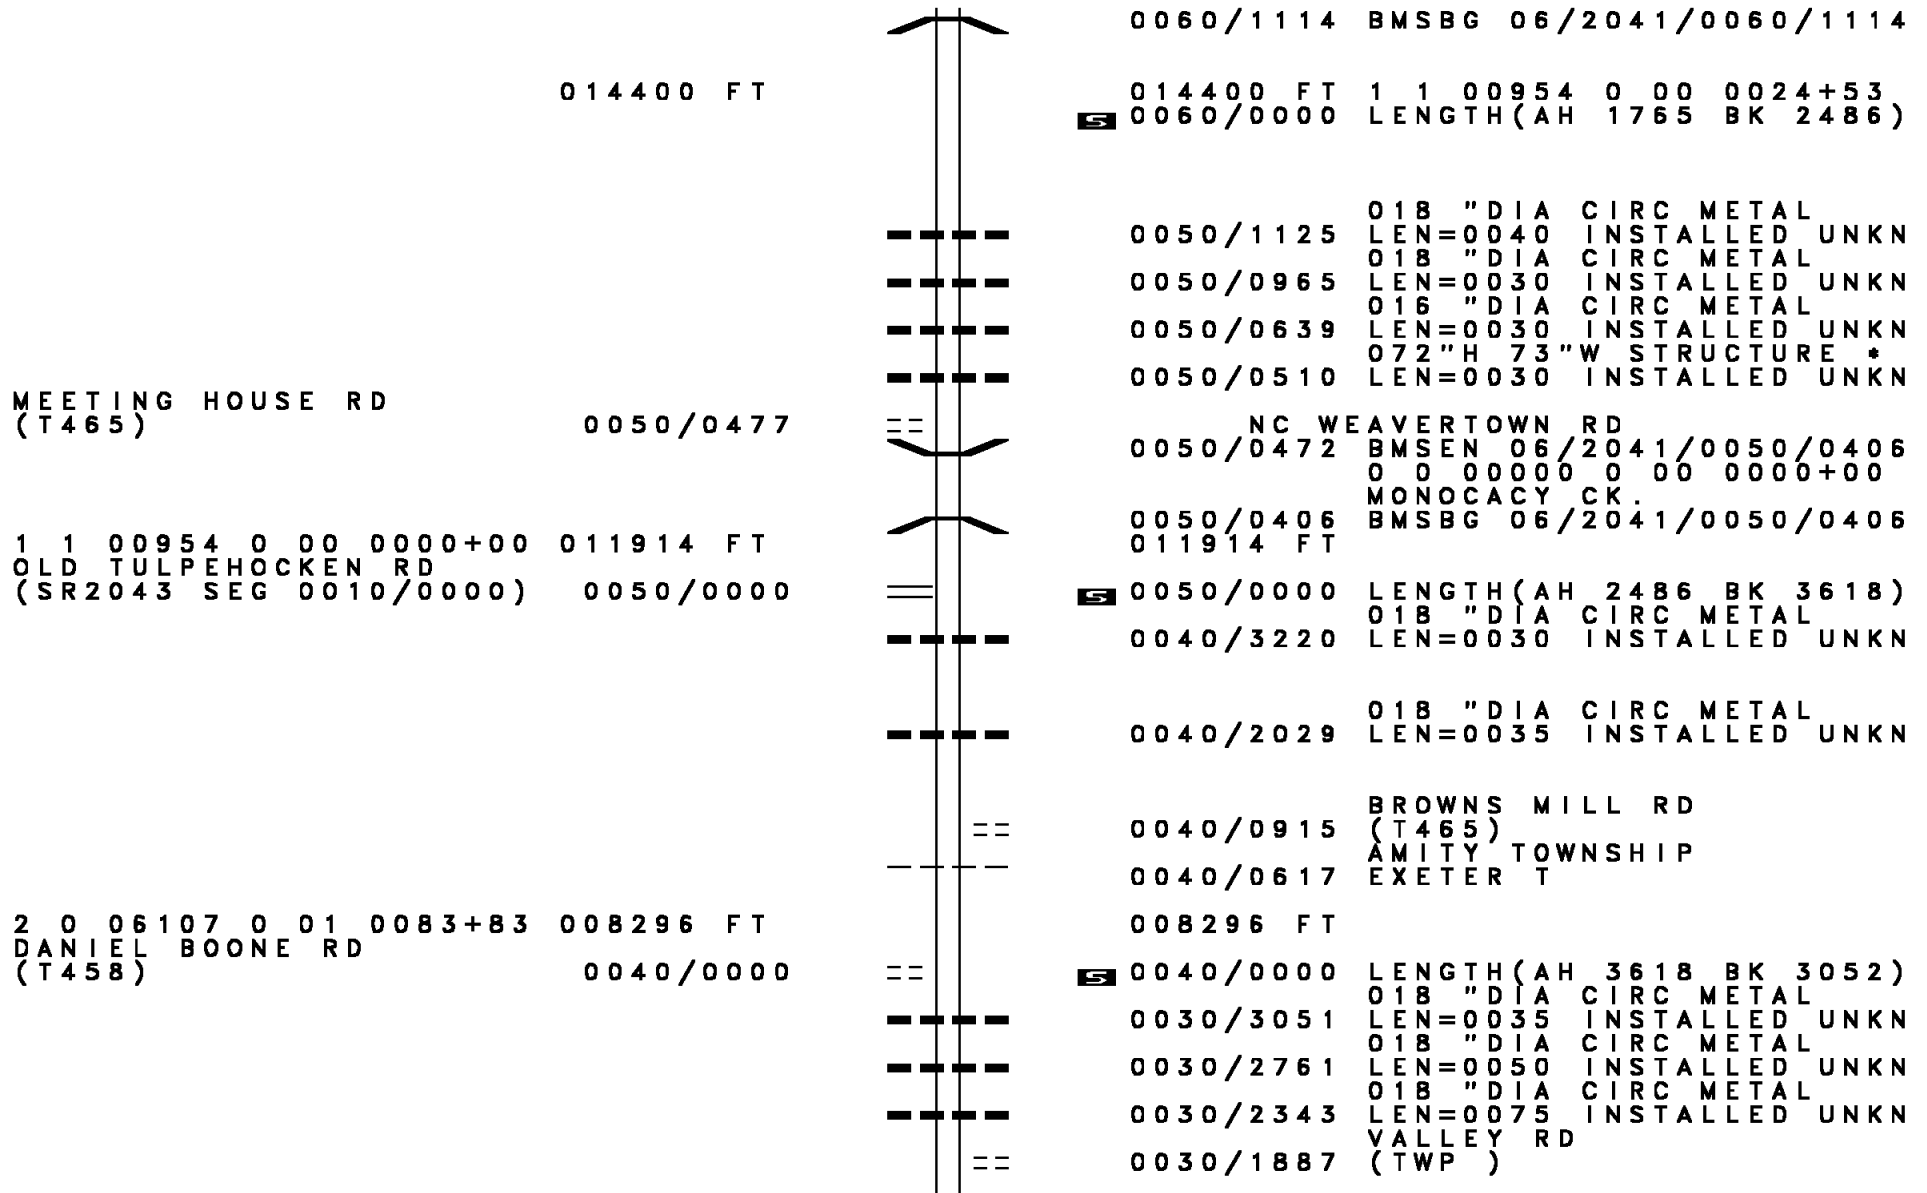 0060/1114 BMSBG 06/2041/0060/1114
014400 FT 014400 FT 1 1 00954 0 00 0024+53
S 0060/0000 LENGTH(AH 1765 BK 2486)
018 "DIA CIRC METAL
0050/1125 LEN=0040 INSTALLED UNKN
018 "DIA CIRC METAL
0050/0965 LEN=0030 INSTALLED UNKN
016 "DIA CIRC METAL
0050/0639 LEN=0030 INSTALLED UNKN
072"H 73"W STRUCTURE *
0050/0510 LEN=0030 INSTALLED UNKN
MEETING HOUSE RD
(T465) 0050/0477 NC WEAVERTOWN RD
0050/0472 BMSEN 06/2041/0050/0406
0 0 00000 0 00 0000+00
MONOCACY CK.
0050/0406 BMSBG 06/2041/0050/0406
1 1 00954 0 00 0000+00 011914 FT 011914 FT
OLD TULPEHOCKEN RD
(SR2043 SEG 0010/0000) 0050/0000 S 0050/0000 LENGTH(AH 2486 BK 3618)
018 "DIA CIRC METAL
0040/3220 LEN=0030 INSTALLED UNKN
018 "DIA CIRC METAL
0040/2029 LEN=0035 INSTALLED UNKN
BROWNS MILL RD
0040/0915 (T465)
AMITY TOWNSHIP
0040/0617 EXETER T
2 0 06107 0 01 0083+83 008296 FT 008296 FT
DANIEL BOONE RD
(T458) 0040/0000 S 0040/0000 LENGTH(AH 3618 BK 3052)
018 "DIA CIRC METAL
0030/3051 LEN=0035 INSTALLED UNKN
018 "DIA CIRC METAL
0030/2761 LEN=0050 INSTALLED UNKN
018 "DIA CIRC METAL
0030/2343 LEN=0075 INSTALLED UNKN
VALLEY RD
0030/1887 (TWP )